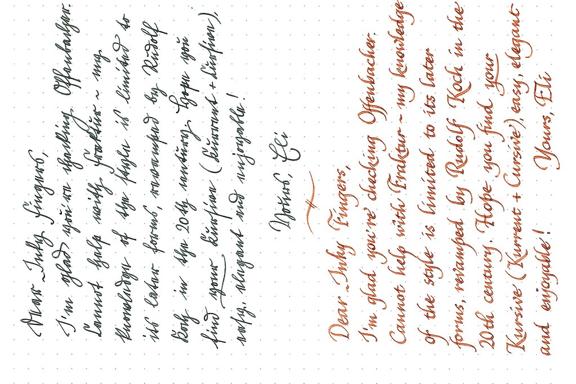 Dear Inky Fingers,
I'm glad you're checking Offenbacher.
Cannot help with Fraktur ~ my
knowledge of the style is limited to
its later forms, revamped by Rudolf
Koch in the 20th century. Hope you
find your Kursive (Kurrent + Cursive),
easy, elegant and enjoyable!
Yours, Eli
Dear Inky Fingers,
I'm glad you're checking Offenbacher.
Cannot help with Fraktur ~ my knowledge
of the style is limited to its later
forms, revamped by Rudolf Koch in the
20th century. Hope you find your
Kursive (Kurrent + Cursive), easy, elegant
and enjoyable! Yours, Eli